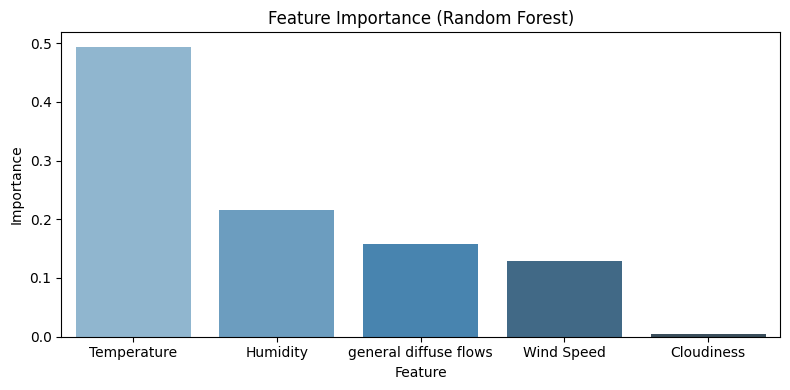 Feature Importance (Random Forest)
Importance
0.5
0.4
0.3
0.2
0.1
0.0
Temperature
Humidity
general diffuse flows
Wind Speed
Cloudiness
Feature